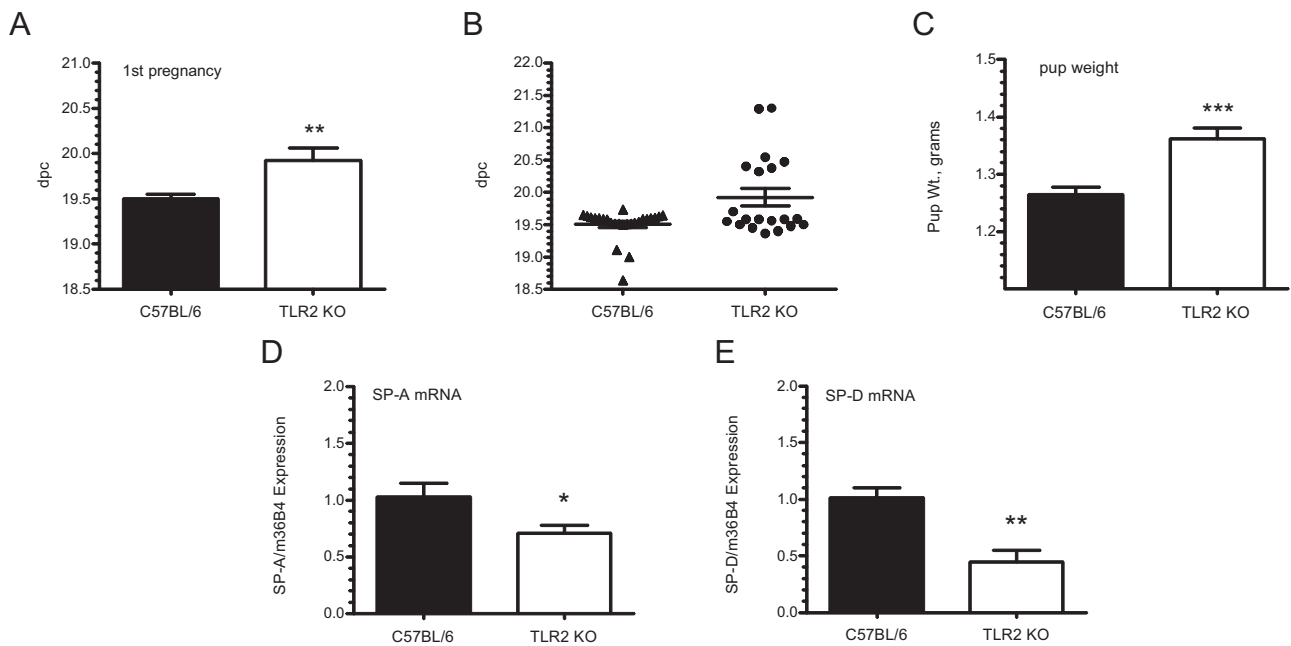 A
1st pregnancy
dpc
21.0
20.5
20.0
19.5
19.0
18.5
**
C57BL/6
TLR2 KO
B
dpc
22.0
21.5
21.0
20.5
20.0
19.5
19.0
18.5
C57BL/6
TLR2 KO
C
pup weight
Pup Wt., grams
1.5
1.4
1.3
1.2
***
C57BL/6
TLR2 KO
D
SP-A mRNA
SP-A/m36B4 Expression
2.0
1.5
1.0
0.5
0.0
*
C57BL/6
TLR2 KO
E
SP-D mRNA
SP-D/m36B4 Expression
2.0
1.5
1.0
0.5
0.0
**
C57BL/6
TLR2 KO